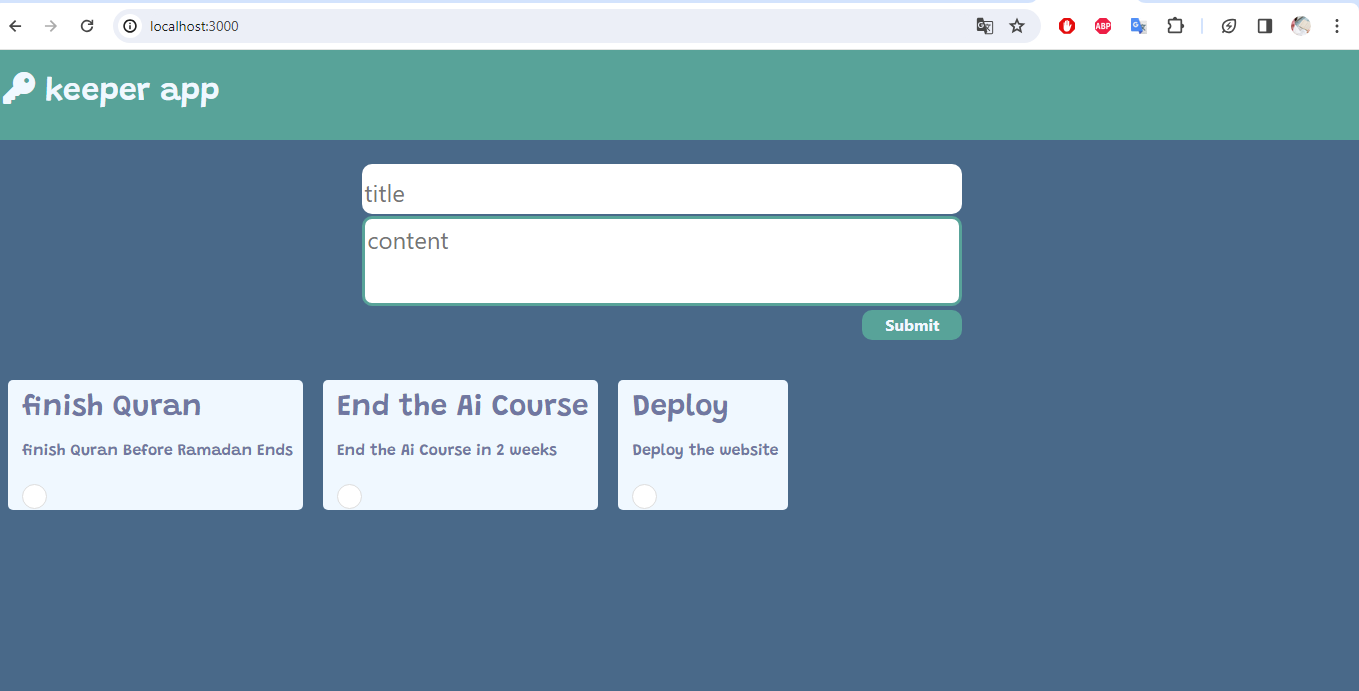 localhost:3000
ABP
keeper app
title
content
Submit
finish Quran
finish Quran Before Ramadan Ends
End the Ai Course
End the Ai Course in 2 weeks
Deploy
Deploy the website